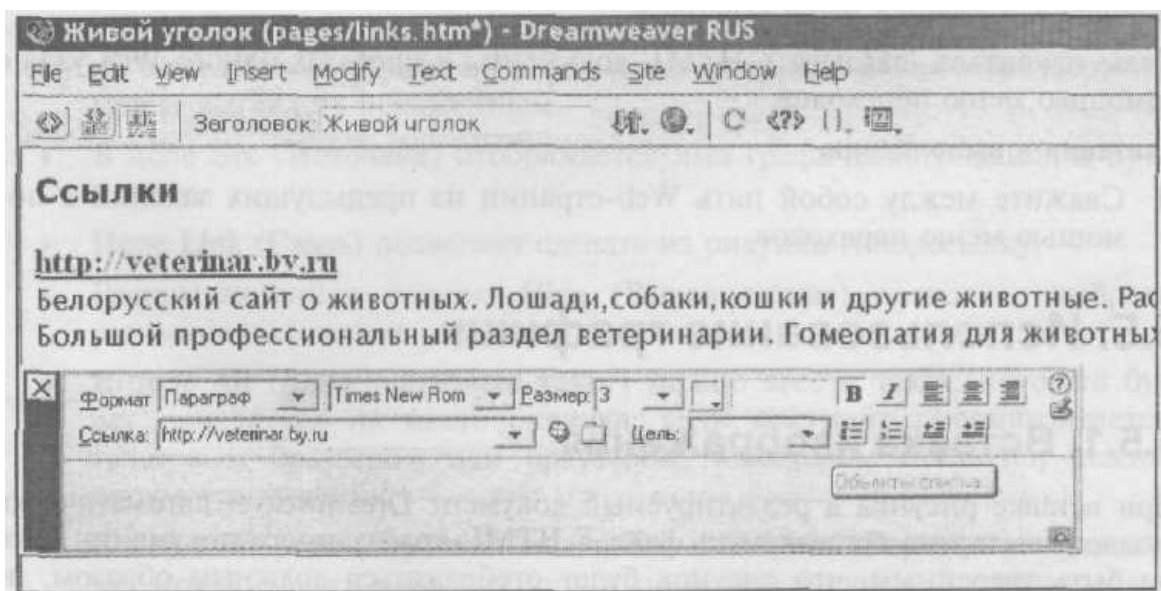 Живой уголок (pages/links.htm*) - Dreamweaver RUS
File Edit View Insert Modify Text Commands Site Window Help
Заголовок: Живой уголок
Ссылки
http://veterinar.by.ru
Белорусский сайт о животных. Лошади,собаки,кошки и другие животные. Рас
Большой профессиональный раздел ветеринарии. Гомеопатия для животных
Формат Параграф Times New Rom Размер: 3 B I
Ссылка: http://veterinar.by.ru Цель:
Объекты списка...